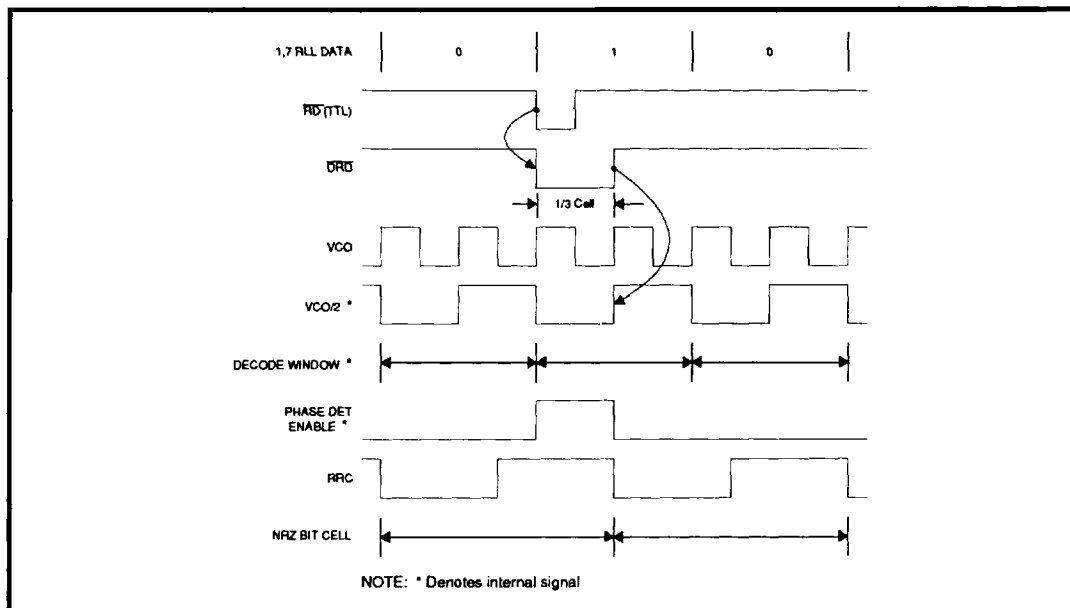 1,7 RLL DATA 0 1 0
RD (TTL)
DRD
1/3 Cell
VCO
VCO/2 *
DECODE WINDOW *
PHASE DET
ENABLE *
RRC
NRZ BIT CELL
NOTE: * Denotes internal signal